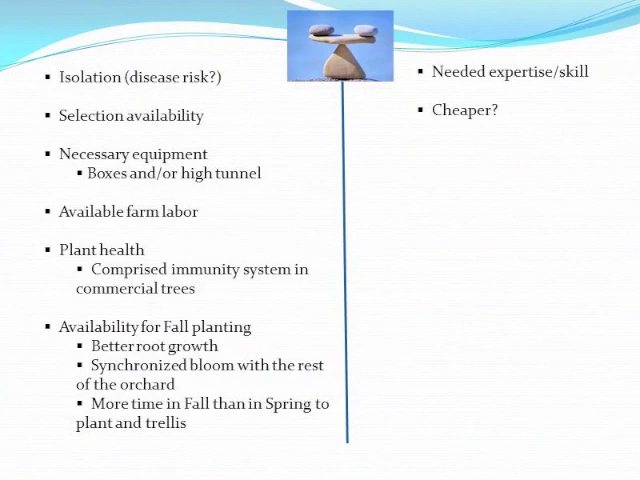 ▪ Isolation (disease risk?)
▪ Selection availability
▪ Necessary equipment
▪ Boxes and/or high tunnel
▪ Available farm labor
▪ Plant health
▪ Comprised immunity system in
commercial trees
▪ Availability for Fall planting
▪ Better root growth
▪ Synchronized bloom with the rest
of the orchard
▪ More time in Fall than in Spring to
plant and trellis
▪ Needed expertise/skill
▪ Cheaper?